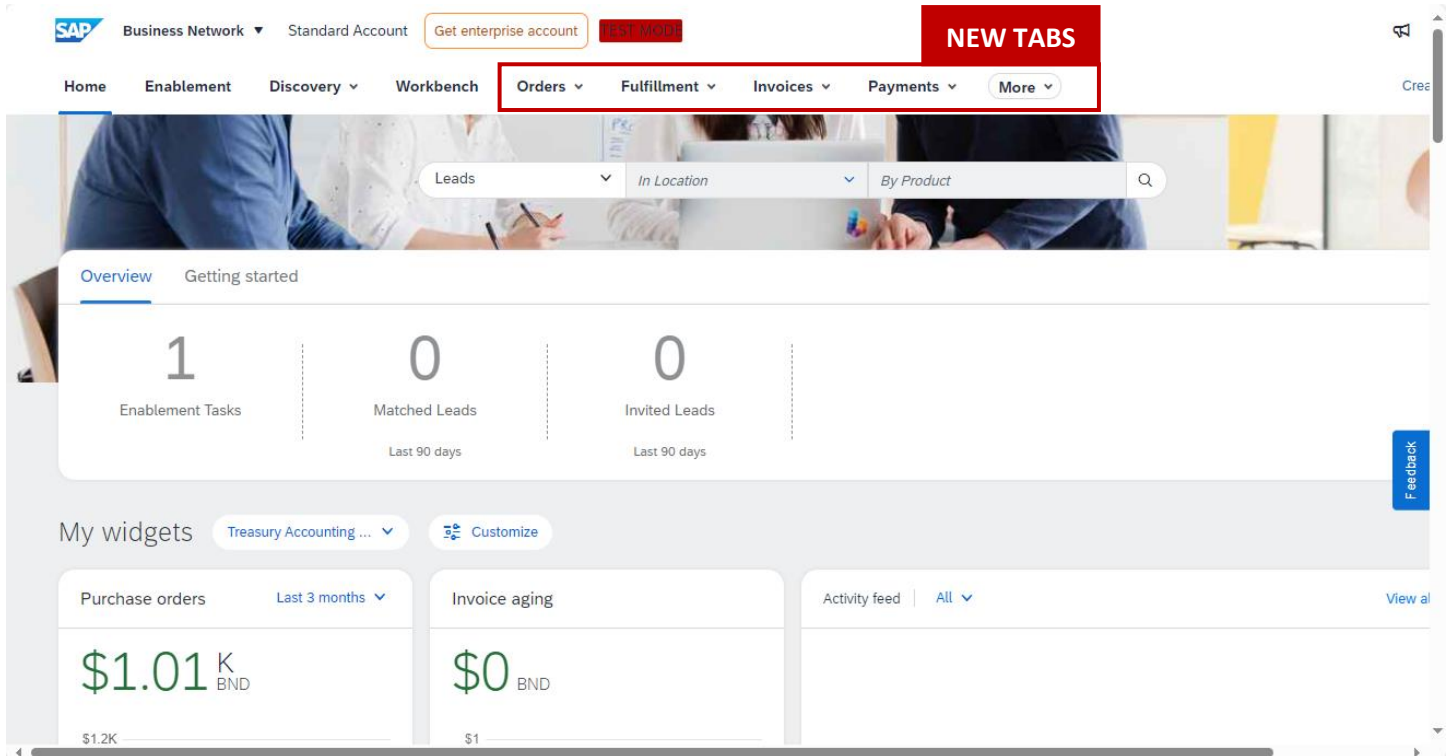 SAP Business Network Standard Account Get enterprise account TEST MODE
NEW TABS
Home Enablement Discovery Workbench Orders Fulfillment Invoices Payments More Crea
Leads In Location By Product
Overview Getting started
1 0 0
Enablement Tasks Matched Leads Invited Leads
Last 90 days Last 90 days
Feedback
My widgets Treasury Accounting ... Customize
Purchase orders Last 3 months Invoice aging Activity feed All View al
$1.01 K BND $0 BND
$1.2K $1